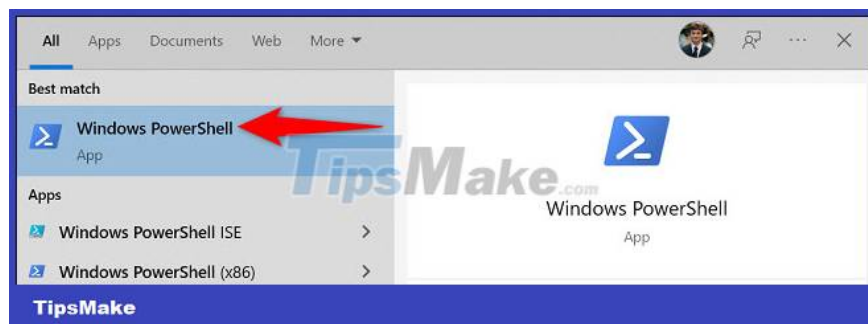 All Apps Documents Web More
Best match
Windows PowerShell
App
Apps
Windows PowerShell ISE
Windows PowerShell (x86)
Windows PowerShell
App
TipsMake.com
TipsMake